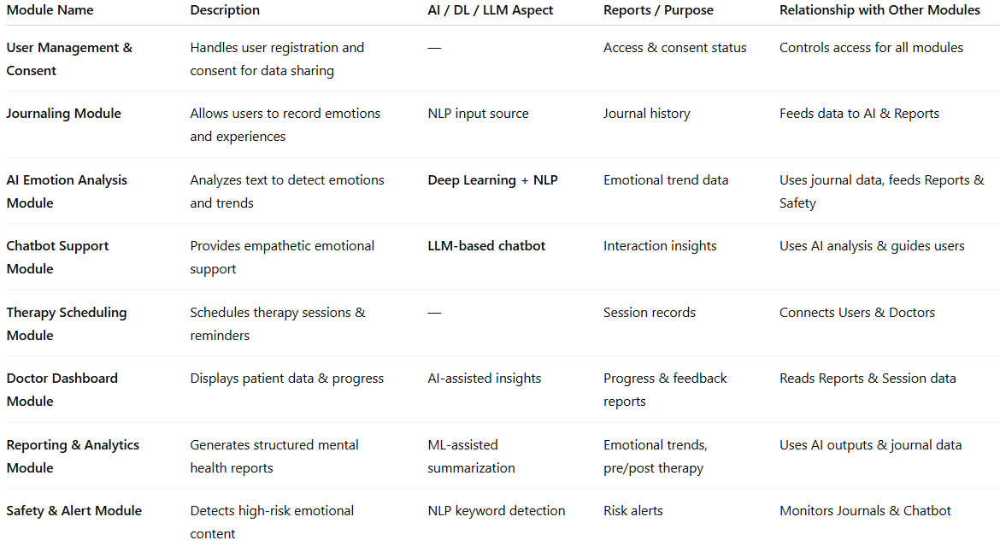 Module Name Description AI / DL / LLM Aspect Reports / Purpose Relationship with Other Modules
User Management & Handles user registration and — Access & consent status Controls access for all modules
Consent consent for data sharing
Journaling Module Allows users to record emotions NLP input source Journal history Feeds data to AI & Reports
and experiences
AI Emotion Analysis Analyzes text to detect emotions Deep Learning + NLP Emotional trend data Uses journal data, feeds Reports &
Module and trends Safety
Chatbot Support Provides empathetic emotional LLM-based chatbot Interaction insights Uses AI analysis & guides users
Module support
Therapy Scheduling Schedules therapy sessions & — Session records Connects Users & Doctors
Module reminders
Doctor Dashboard Displays patient data & progress AI-assisted insights Progress & feedback Reads Reports & Session data
Module reports
Reporting & Analytics Generates structured mental ML-assisted Emotional trends, Uses AI outputs & journal data
Module health reports summarization pre/post therapy
Safety & Alert Module Detects high-risk emotional NLP keyword detection Risk alerts Monitors Journals & Chatbot
content